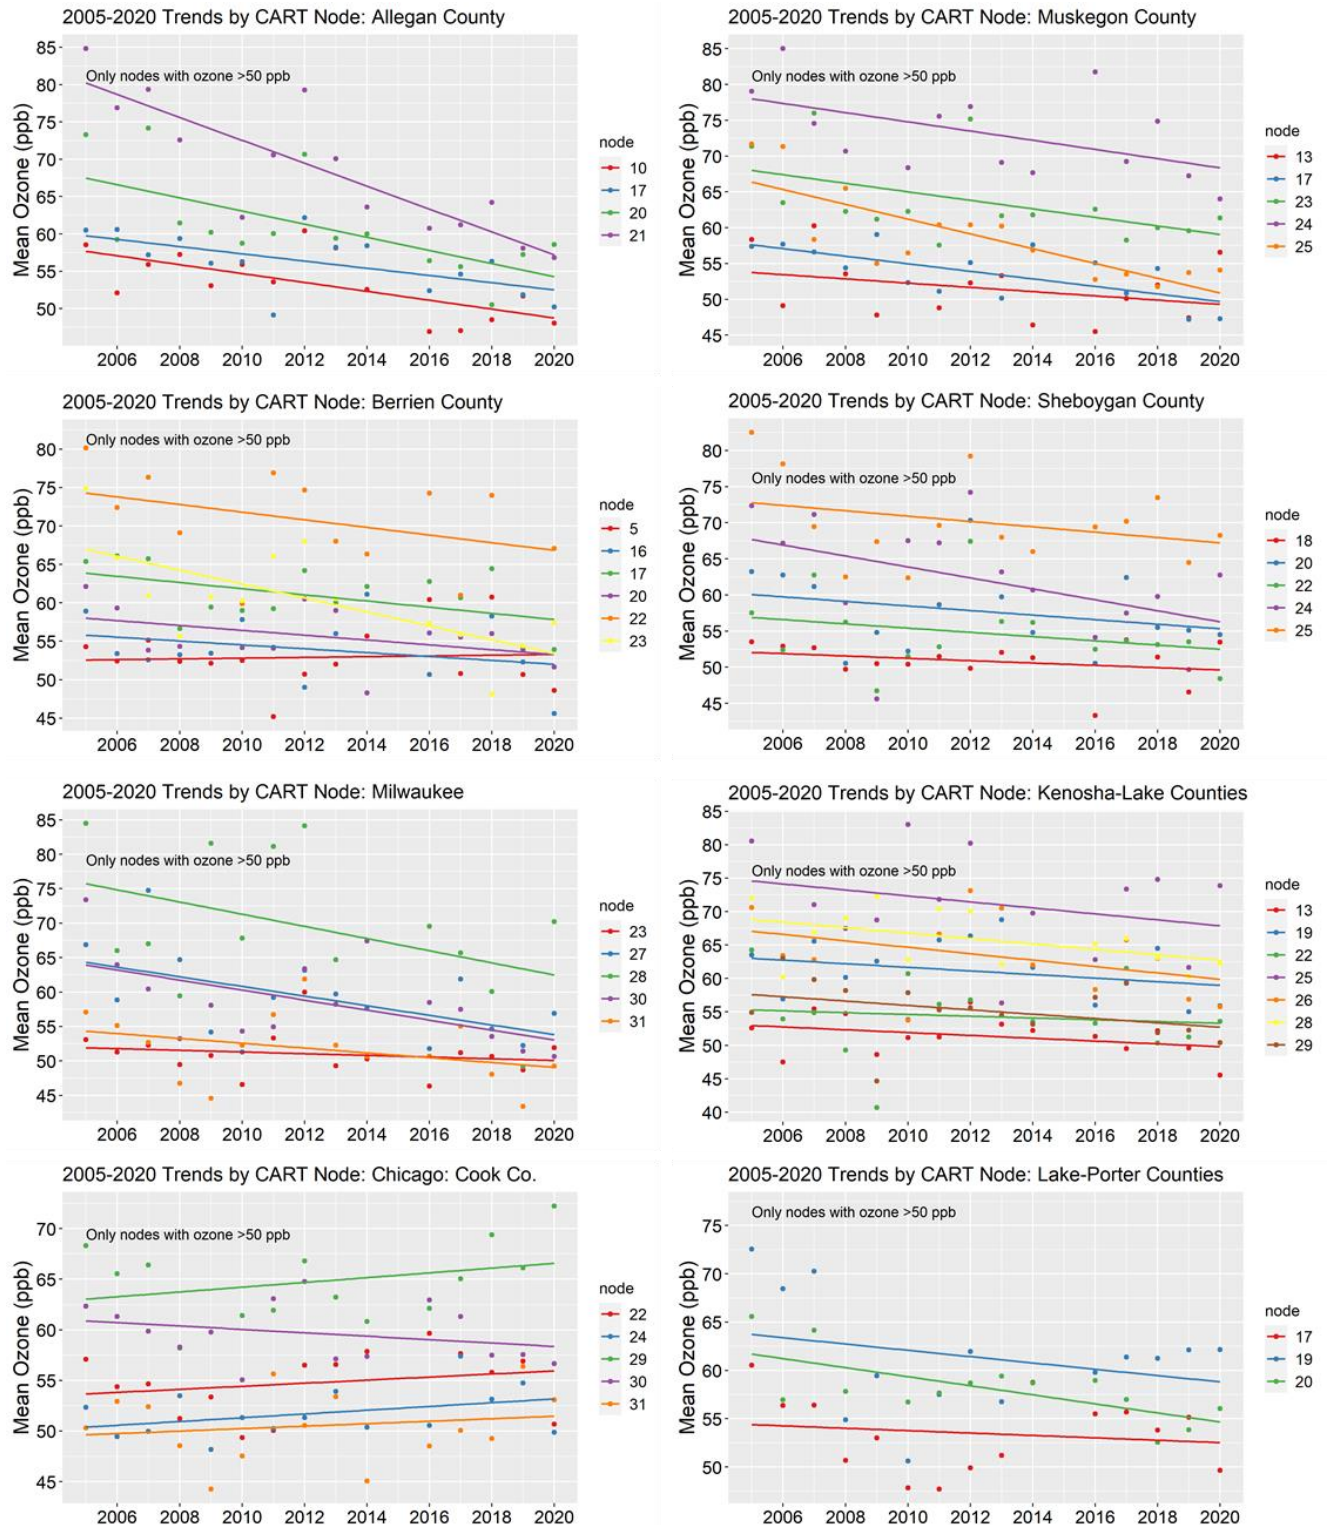 2005-2020 Trends by CART Node: Allegan County
Only nodes with ozone >50 ppb
Mean Ozone (ppb)
85
80
75
70
65
60
55
50
2006 2008 2010 2012 2014 2016 2018 2020
node
10
17
20
21
2005-2020 Trends by CART Node: Muskegon County
Only nodes with ozone >50 ppb
Mean Ozone (ppb)
85
80
75
70
65
60
55
50
45
2006 2008 2010 2012 2014 2016 2018 2020
node
13
17
23
24
25
2005-2020 Trends by CART Node: Berrien County
Only nodes with ozone >50 ppb
Mean Ozone (ppb)
80
75
70
65
60
55
50
45
2006 2008 2010 2012 2014 2016 2018 2020
node
5
16
17
20
22
23
2005-2020 Trends by CART Node: Sheboygan County
Only nodes with ozone >50 ppb
Mean Ozone (ppb)
80
75
70
65
60
55
50
45
2006 2008 2010 2012 2014 2016 2018 2020
node
18
20
22
24
25
2005-2020 Trends by CART Node: Milwaukee
Only nodes with ozone >50 ppb
Mean Ozone (ppb)
85
80
75
70
65
60
55
50
45
2006 2008 2010 2012 2014 2016 2018 2020
node
23
27
28
30
31
2005-2020 Trends by CART Node: Kenosha-Lake Counties
Only nodes with ozone >50 ppb
Mean Ozone (ppb)
85
80
75
70
65
60
55
50
45
40
2006 2008 2010 2012 2014 2016 2018 2020
node
13
19
22
25
26
28
29
2005-2020 Trends by CART Node: Chicago: Cook Co.
Only nodes with ozone >50 ppb
Mean Ozone (ppb)
70
65
60
55
50
45
2006 2008 2010 2012 2014 2016 2018 2020
node
22
24
29
30
31
2005-2020 Trends by CART Node: Lake-Porter Counties
Only nodes with ozone >50 ppb
Mean Ozone (ppb)
75
70
65
60
55
50
2006 2008 2010 2012 2014 2016 2018 2020
node
17
19
20